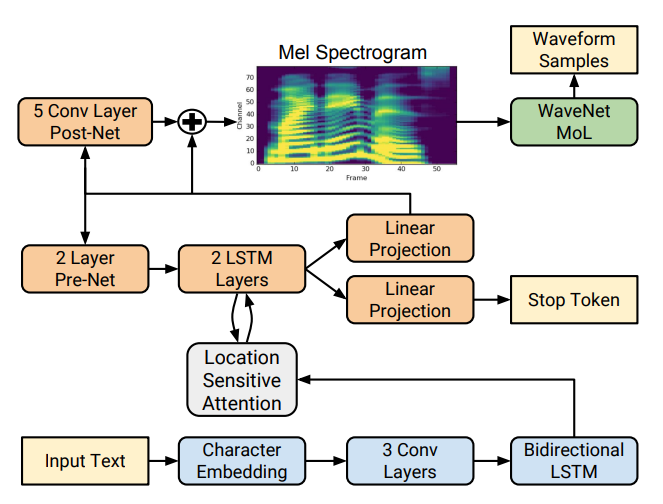 Mel Spectrogram
Waveform
Samples
5 Conv Layer
Post-Net
WaveNet
MoL
Channel
70
60
50
40
30
20
10
0
0
10
20
30
40
50
Frame
2 Layer
Pre-Net
2 LSTM
Layers
Linear
Projection
Linear
Projection
Stop Token
Location
Sensitive
Attention
Input Text
Character
Embedding
3 Conv
Layers
Bidirectional
LSTM